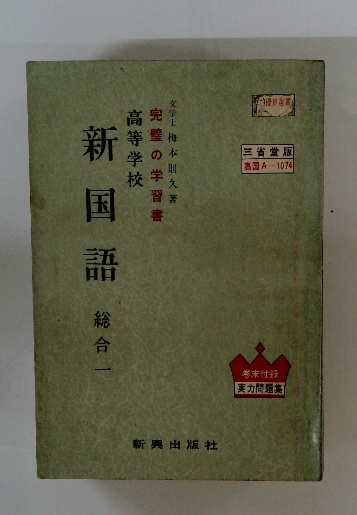 文学士 梅本則久著
完璧の学習書
高等学校
新国語 総合一
三省堂版
高国A-1074
巻末付録
実力問題集
新興出版社